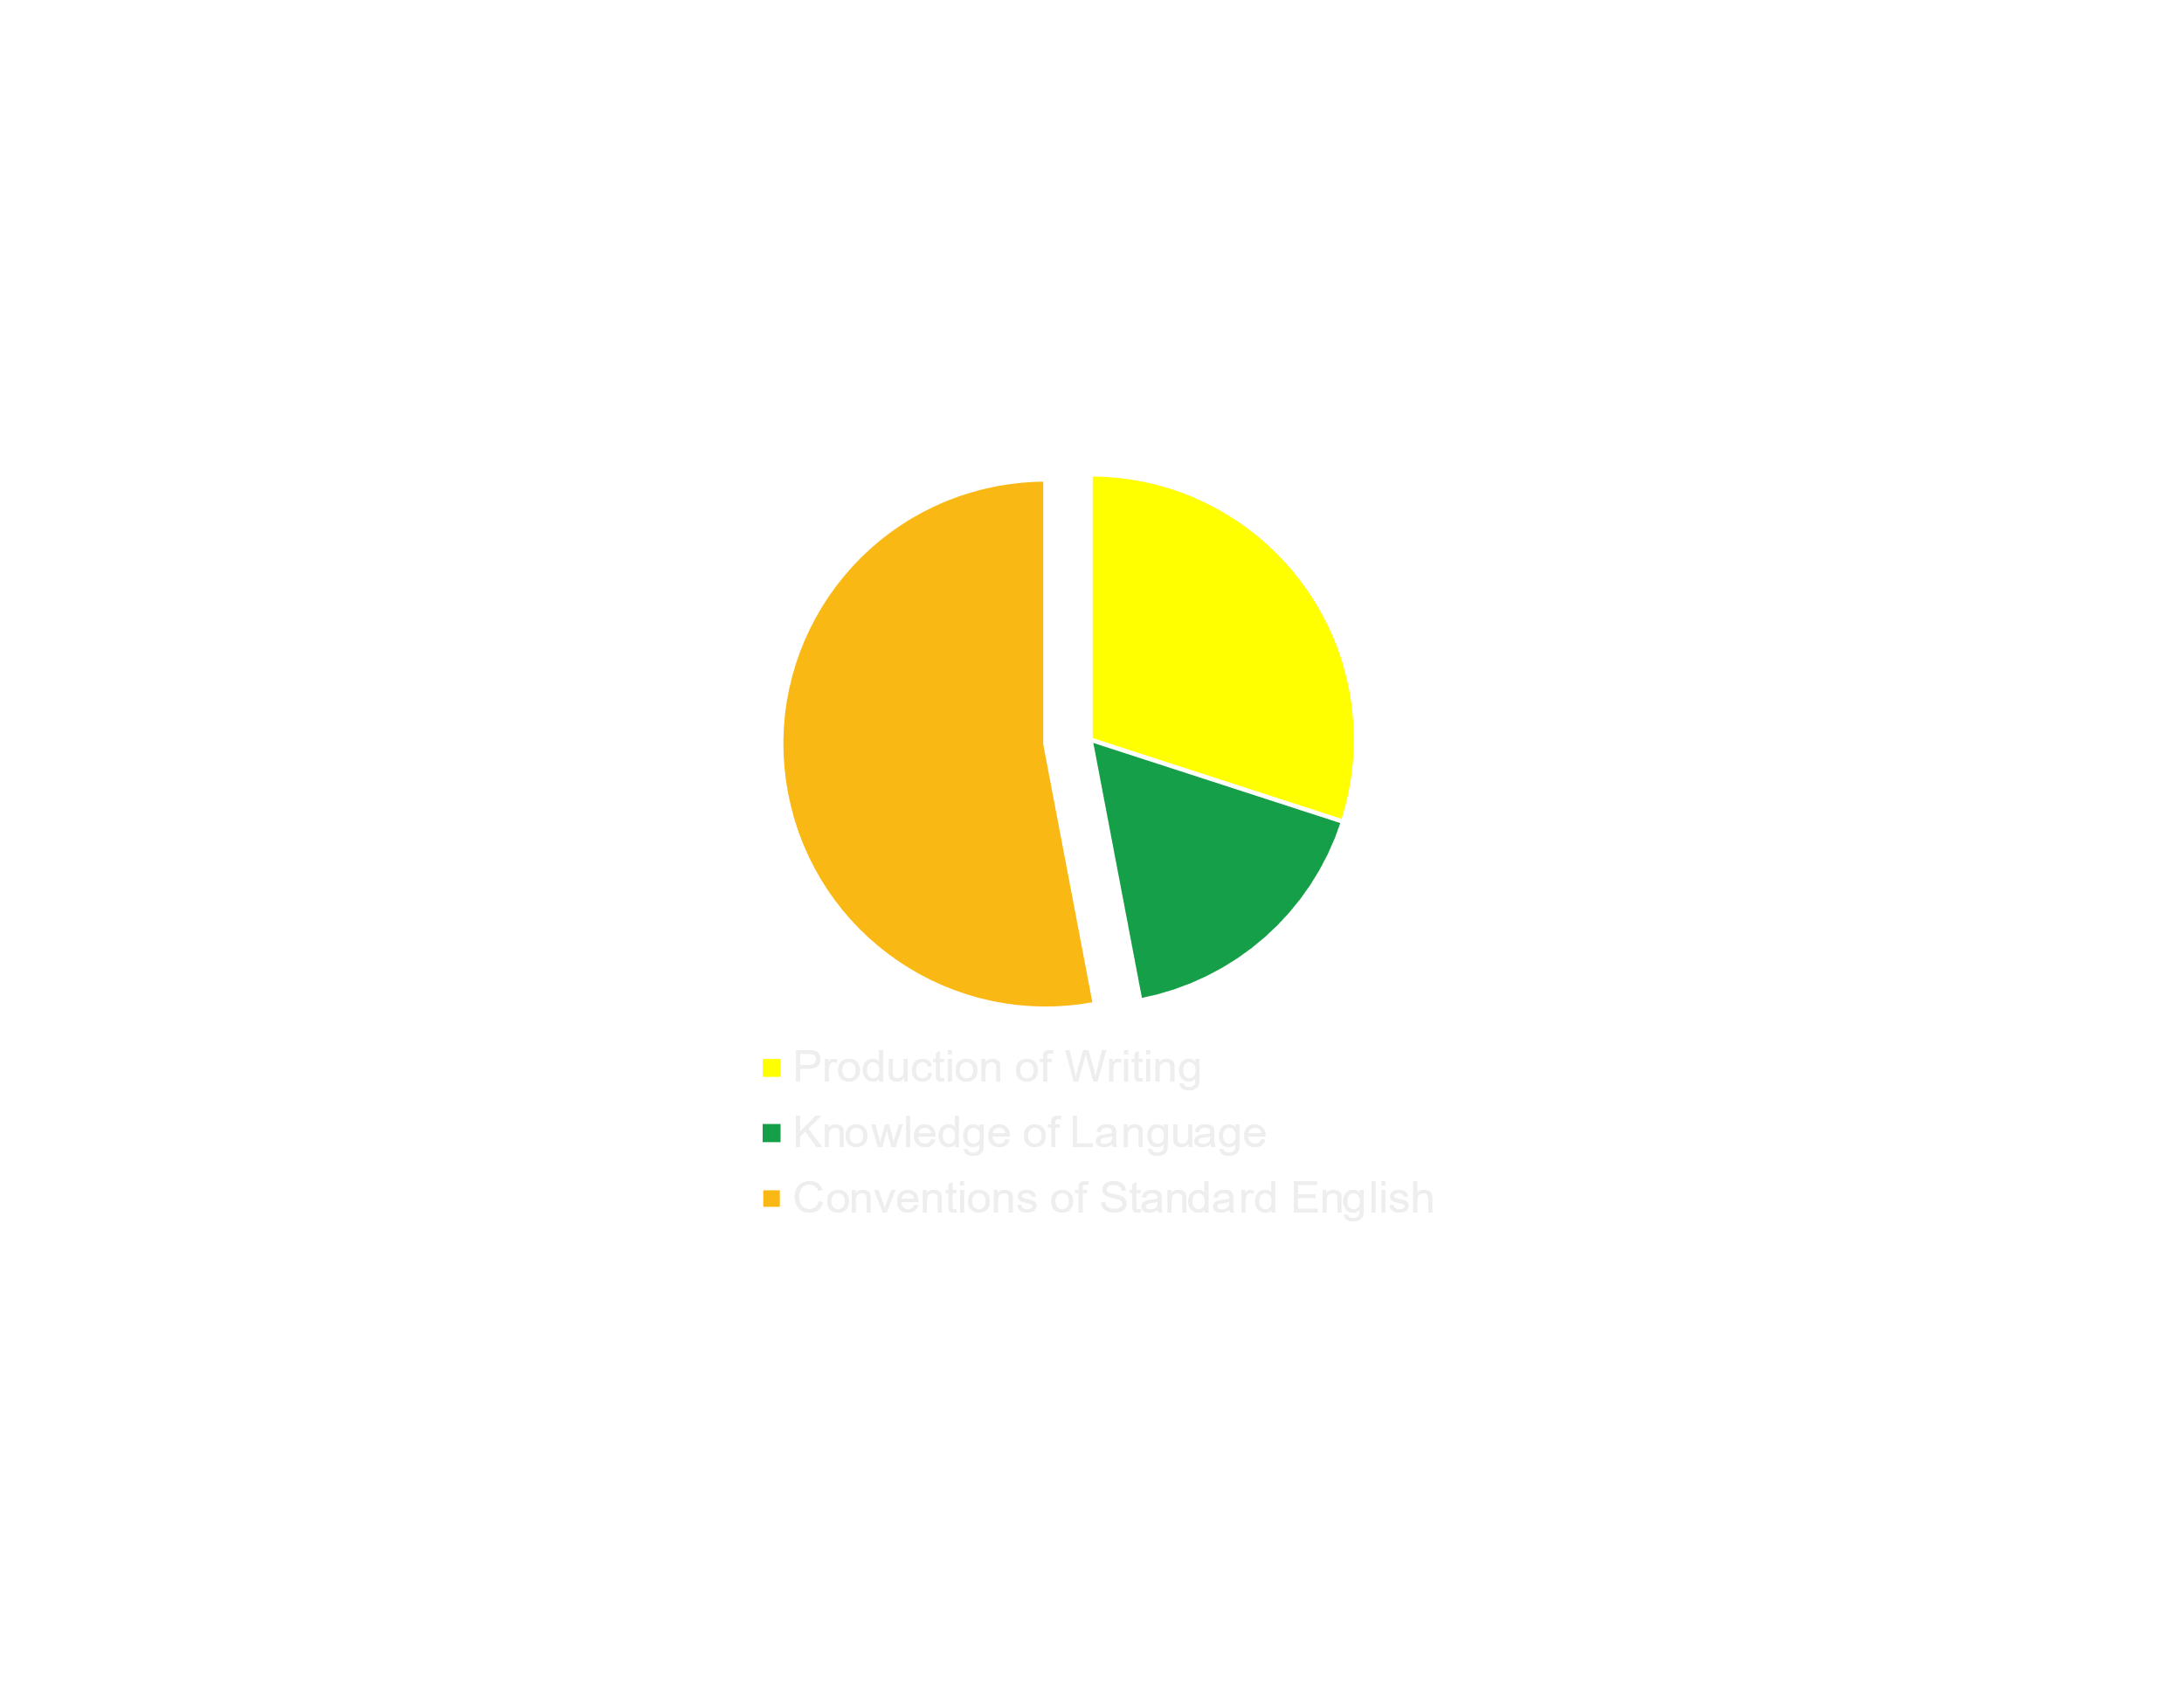 Production of Writing
Knowledge of Language
Conventions of Standard English